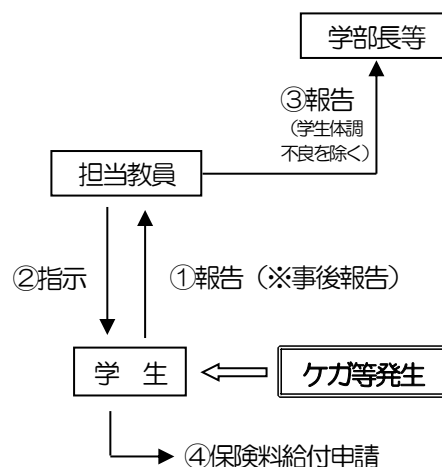 学部長等
③報告
（学生体調
不良を除く）
担当教員
②指示
①報告（※事後報告）
学　生
ケガ等発生
④保険料給付申請